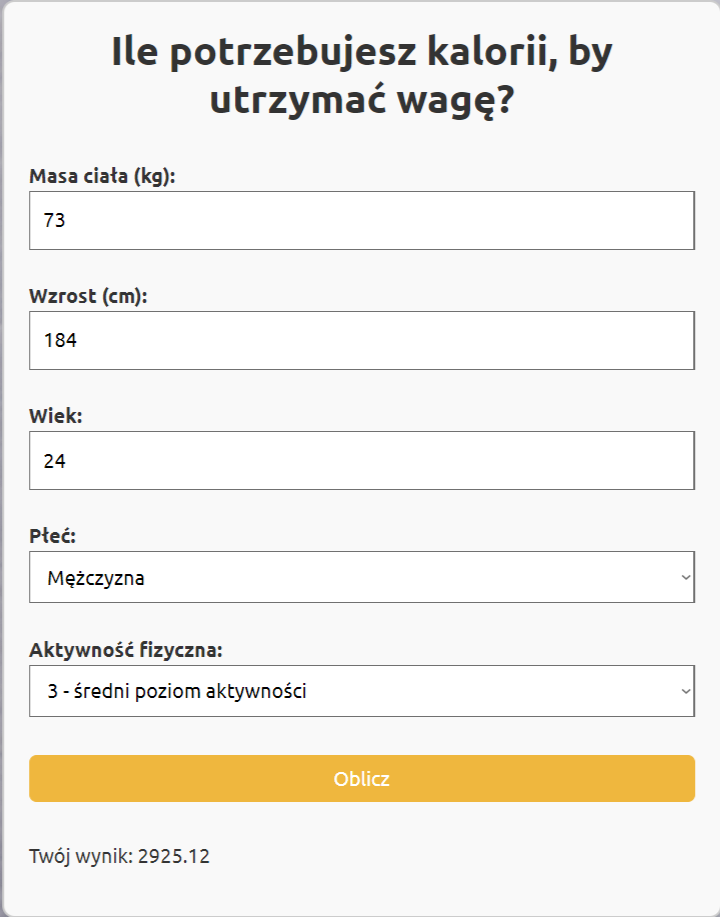 Ile potrzebujesz kalorii, by
utrzymać wagę?
Masa ciała (kg):
73
Wzrost (cm):
184
Wiek:
24
Płeć:
Mężczyzna
Aktywność fizyczna:
3 - średni poziom aktywności
Oblicz
Twój wynik: 2925.12